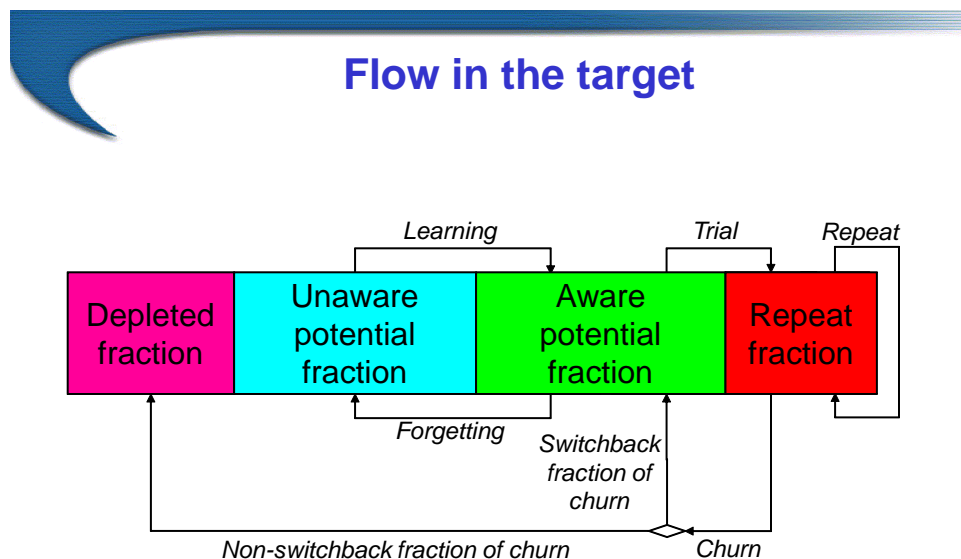 Flow in the target
Learning
Trial
Repeat
Depleted
fraction
Unaware
potential
fraction
Aware
potential
fraction
Repeat
fraction
Forgetting
Switchback
fraction of
churn
Non-switchback fraction of churn
Churn